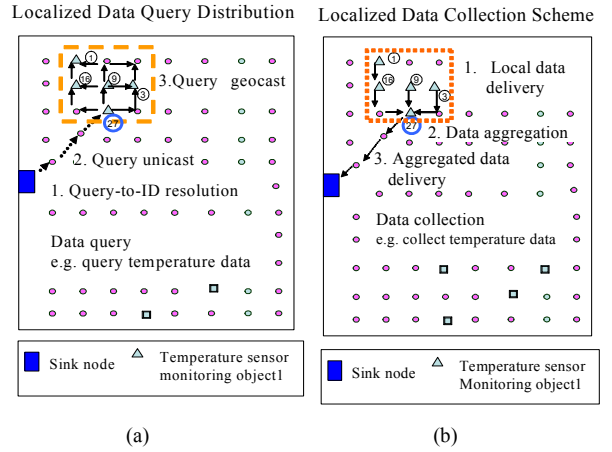 Localized Data Query Distribution
1
16
9
3
3.Query geocast
27
2. Query unicast
1. Query-to-ID resolution
Data query
e.g. query temperature data
Sink node
Temperature sensor
monitoring object1
(a)
Localized Data Collection Scheme
1
16
9
3
1. Local data
delivery
27
2. Data aggregation
3. Aggregated data
delivery
Data collection
e.g. collect temperature data
Sink node
Temperature sensor
Monitoring object1
(b)